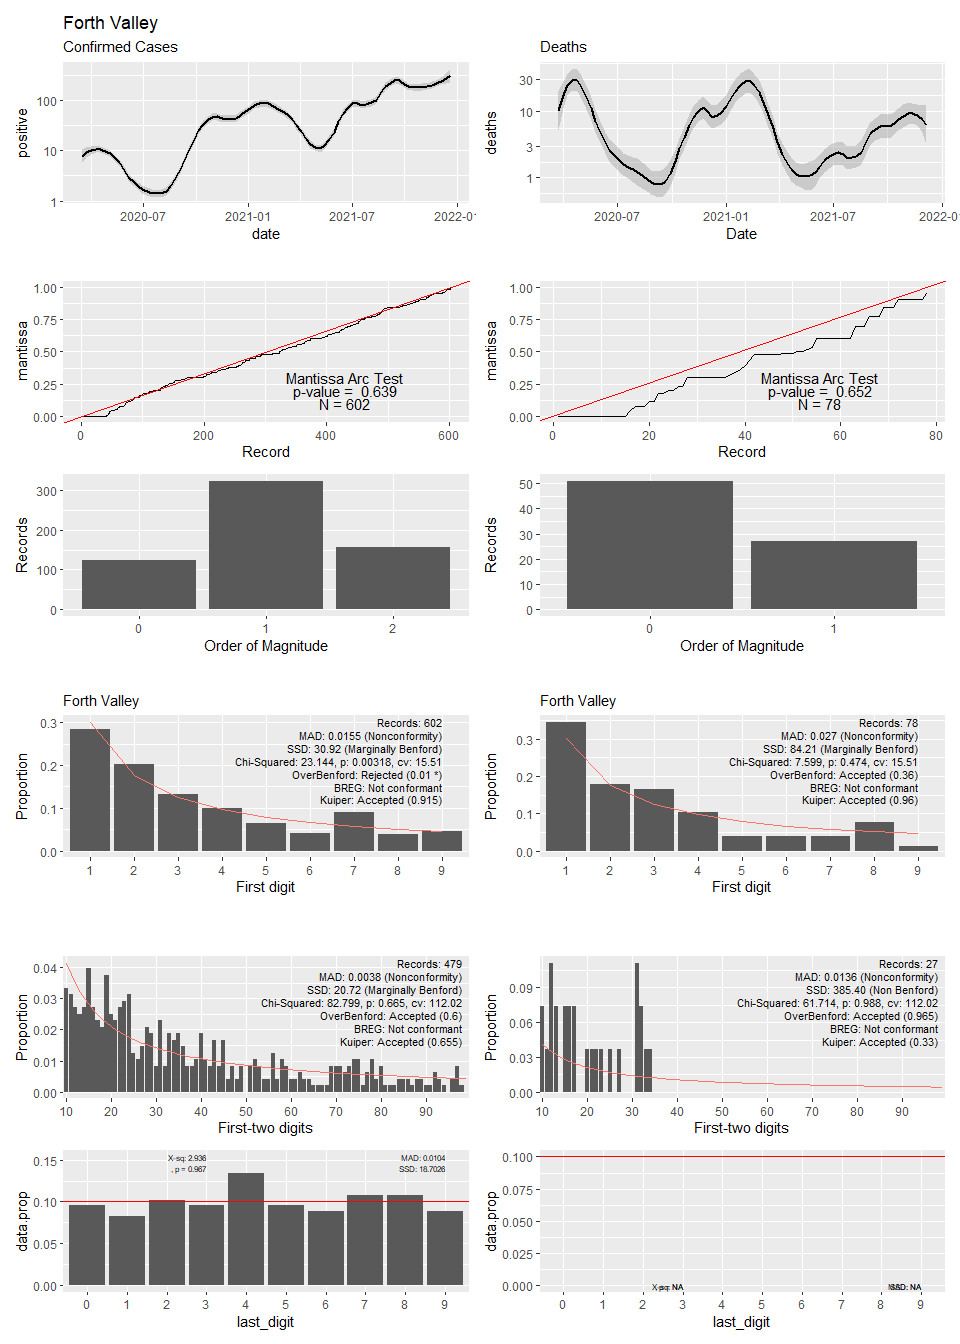 Forth Valley
Confirmed Cases
positive
100
10
1
2020-07
2021-01
2021-07
2022-01
date
Deaths
deaths
30
10
3
1
2020-07
2021-01
2021-07
2022-0
Date
mantissa
1.00
0.75
0.50
0.25
0.00
Mantissa Arc Test
p-value = 0.639
N = 602
0
200
400
600
Record
mantissa
1.00
0.75
0.50
0.25
0.00
Mantissa Arc Test
p-value = 0.652
N = 78
0
20
40
60
80
Record
Records
300
200
100
0
0
1
2
Order of Magnitude
Records
50
40
30
20
10
0
0
1
Order of Magnitude
Forth Valley
Proportion
0.3
0.2
0.1
0.0
Records: 602
MAD: 0.0155 (Nonconformity)
SSD: 30.92 (Marginally Benford)
Chi-Squared: 23.144, p: 0.00318, cv: 15.51
OverBenford: Rejected (0.01 *)
BREG: Not conformant
Kuiper: Accepted (0.915)
1 2 3 4 5 6 7 8 9
First digit
Forth Valley
Proportion
0.3
0.2
0.1
0.0
Records: 78
MAD: 0.027 (Nonconformity)
SSD: 84.21 (Marginally Benford)
Chi-Squared: 7.599, p: 0.474, cv: 15.51
OverBenford: Accepted (0.36)
BREG: Not conformant
Kuiper: Accepted (0.96)
1 2 3 4 5 6 7 8 9
First digit
Proportion
0.04
0.03
0.02
0.01
0.00
Records: 479
MAD: 0.0038 (Nonconformity)
SSD: 20.72 (Marginally Benford)
Chi-Squared: 82.799, p: 0.665, cv: 112.02
OverBenford: Accepted (0.6)
BREG: Not conformant
Kuiper: Accepted (0.655)
10 20 30 40 50 60 70 80 90
First-two digits
Proportion
0.09
0.06
0.03
0.00
Records: 27
MAD: 0.0136 (Nonconformity)
SSD: 385.40 (Non Benford)
Chi-Squared: 61.714, p: 0.988, cv: 112.02
OverBenford: Accepted (0.965)
BREG: Not conformant
Kuiper: Accepted (0.33)
10 20 30 40 50 60 70 80 90
First-two digits
data.prop
0.15
0.10
0.05
0.00
X-sq: 2.936
, p = 0.967
MAD: 0.0104
SSD: 18.7026
0 1 2 3 4 5 6 7 8 9
last_digit
data.prop
0.100
0.075
0.050
0.025
0.000
NA
SSD: NA
0 1 2 3 4 5 6 7 8 9
last_digit